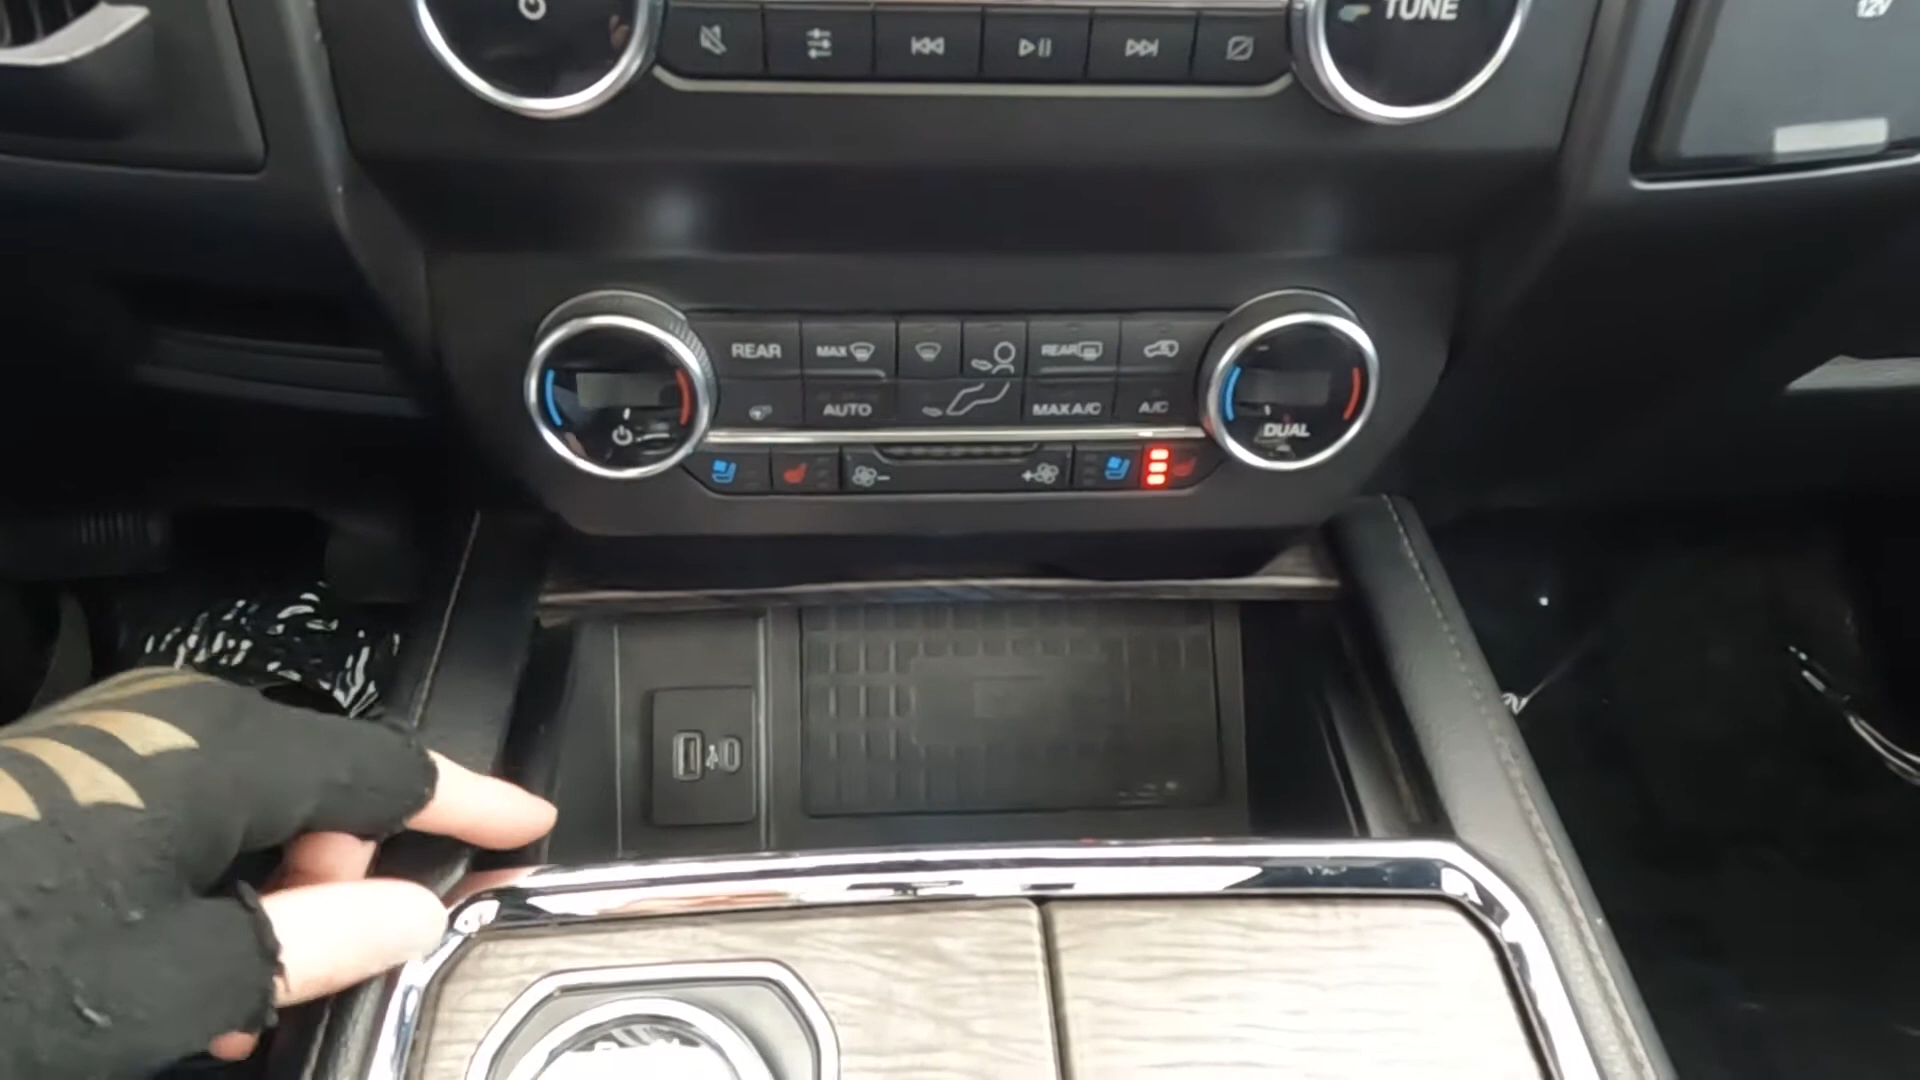 TUNE
12V
REAR
MAX
REAR
AUTO
MAX A/C
A/C
DUAL